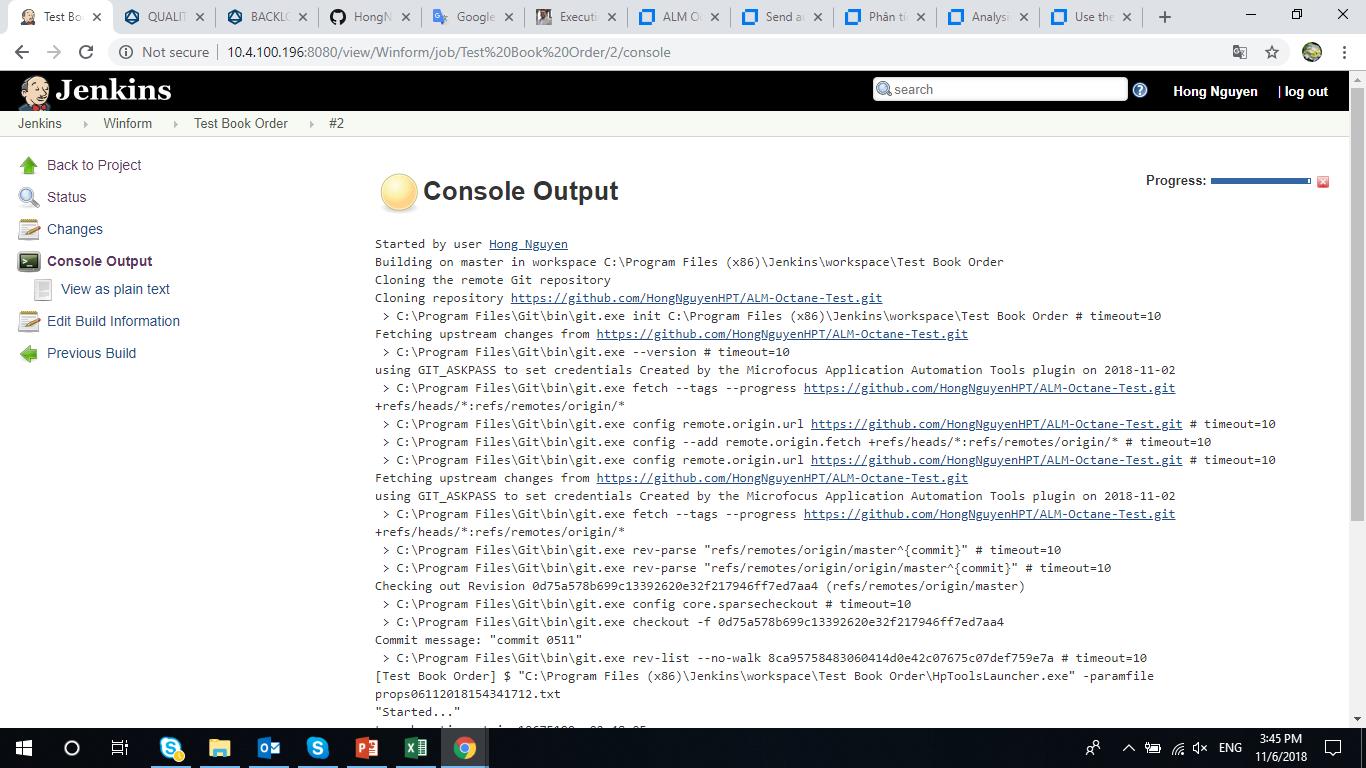 Test Bo
QUALIT
BACKLO
HongN
Google
Executi
ALM Oc
Send au
Phân tí
Analysi
Use the
Not secure
10.4.100.196:8080/view/Winform/job/Test%20Book%20Order/2/console
Jenkins
search
Hong Nguyen
| log out
Jenkins
Winform
Test Book Order
#2
Back to Project
Status
Changes
Console Output
View as plain text
Edit Build Information
Previous Build
Console Output
Progress:
Started by user Hong Nguyen
Building on master in workspace C:\Program Files (x86)\Jenkins\workspace\Test Book Order
Cloning the remote Git repository
Cloning repository https://github.com/HongNguyenHPT/ALM-Octane-Test.git
> C:\Program Files\Git\bin\git.exe init C:\Program Files (x86)\Jenkins\workspace\Test Book Order # timeout=10
Fetching upstream changes from https://github.com/HongNguyenHPT/ALM-Octane-Test.git
> C:\Program Files\Git\bin\git.exe --version # timeout=10
using GIT_ASKPASS to set credentials Created by the Microfocus Application Automation Tools plugin on 2018-11-02
> C:\Program Files\Git\bin\git.exe fetch --tags --progress https://github.com/HongNguyenHPT/ALM-Octane-Test.git
+refs/heads/*:refs/remotes/origin/*
> C:\Program Files\Git\bin\git.exe config remote.origin.url https://github.com/HongNguyenHPT/ALM-Octane-Test.git # timeout=10
> C:\Program Files\Git\bin\git.exe config --add remote.origin.fetch +refs/heads/*:refs/remotes/origin/* # timeout=10
> C:\Program Files\Git\bin\git.exe config remote.origin.url https://github.com/HongNguyenHPT/ALM-Octane-Test.git # timeout=10
Fetching upstream changes from https://github.com/HongNguyenHPT/ALM-Octane-Test.git
using GIT_ASKPASS to set credentials Created by the Microfocus Application Automation Tools plugin on 2018-11-02
> C:\Program Files\Git\bin\git.exe fetch --tags --progress https://github.com/HongNguyenHPT/ALM-Octane-Test.git
+refs/heads/*:refs/remotes/origin/*
> C:\Program Files\Git\bin\git.exe rev-parse "refs/remotes/origin/master^{commit}" # timeout=10
> C:\Program Files\Git\bin\git.exe rev-parse "refs/remotes/origin/origin/master^{commit}" # timeout=10
Checking out Revision 0d75a578b699c13392620e32f217946ff7ed7aa4 (refs/remotes/origin/master)
> C:\Program Files\Git\bin\git.exe config core.sparsecheckout # timeout=10
> C:\Program Files\Git\bin\git.exe checkout -f 0d75a578b699c13392620e32f217946ff7ed7aa4
Commit message: "commit 0511"
> C:\Program Files\Git\bin\git.exe rev-list --no-walk 8ca95758483060414d0e42c07675c07def759e7a # timeout=10
[Test Book Order] $ "C:\Program Files (x86)\Jenkins\workspace\Test Book Order\HpToolsLauncher.exe" -paramfile
props06112018154341712.txt
"Started..."
ENG
3:45 PM
11/6/2018